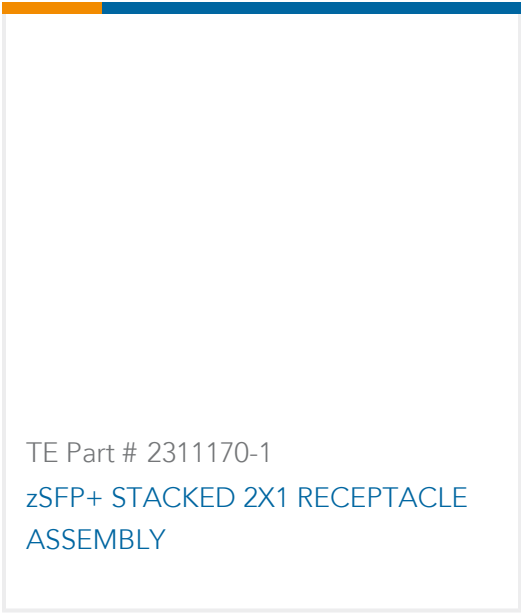 TE Part # 2311170-1
zSFP+ STACKED 2X1 RECEPTACLE
ASSEMBLY